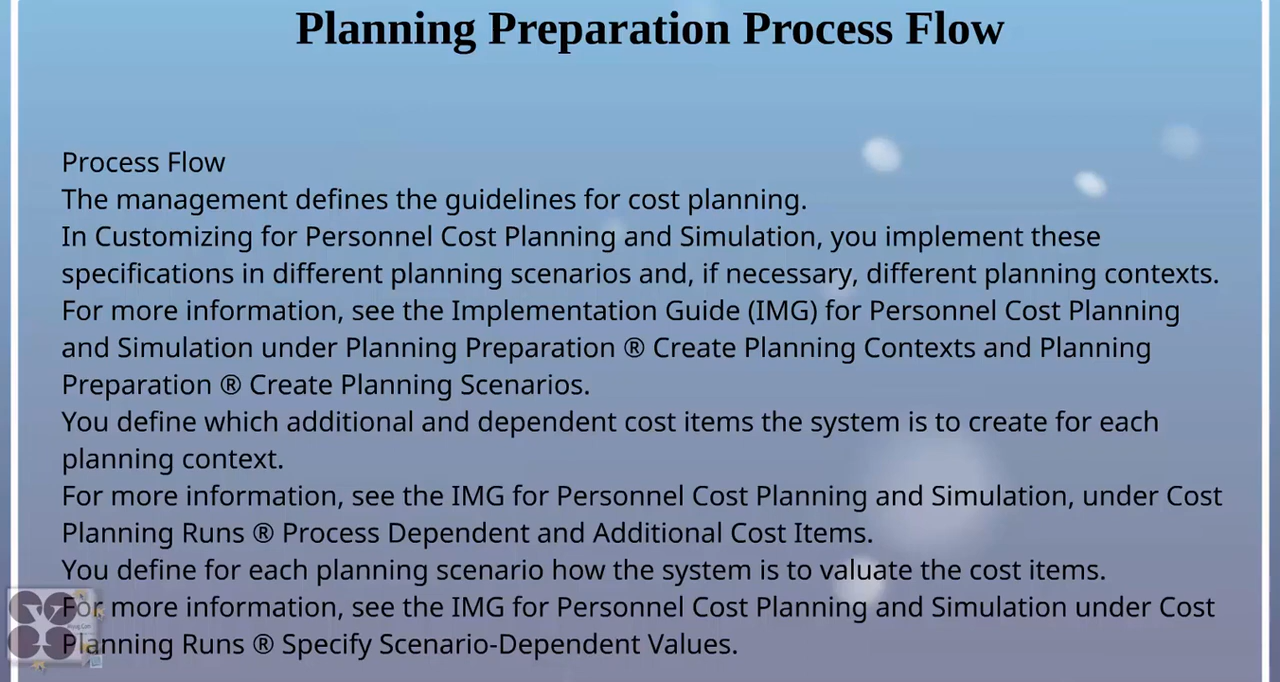 Planning Preparation Process Flow
Process Flow
The management defines the guidelines for cost planning.
In Customizing for Personnel Cost Planning and Simulation, you implement these
specifications in different planning scenarios and, if necessary, different planning contexts.
For more information, see the Implementation Guide (IMG) for Personnel Cost Planning
and Simulation under Planning Preparation ® Create Planning Contexts and Planning
Preparation ® Create Planning Scenarios.
You define which additional and dependent cost items the system is to create for each
planning context.
For more information, see the IMG for Personnel Cost Planning and Simulation, under Cost
Planning Runs ® Process Dependent and Additional Cost Items.
You define for each planning scenario how the system is to valuate the cost items.
For more information, see the IMG for Personnel Cost Planning and Simulation under Cost
Planning Runs ® Specify Scenario-Dependent Values.